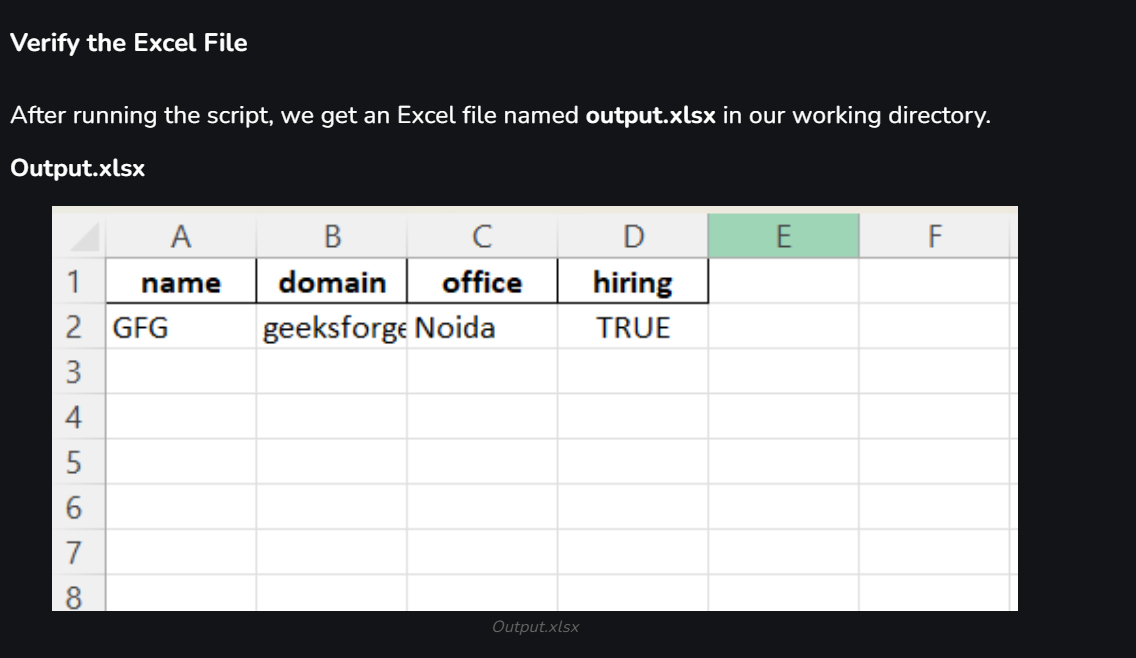 Verify the Excel File
After running the script, we get an Excel file named output.xlsx in our working directory.
Output.xlsx
A B C D E F
1 name domain office hiring
2 GFG geeksforge Noida TRUE
3
4
5
6
7
8
Output.xlsx